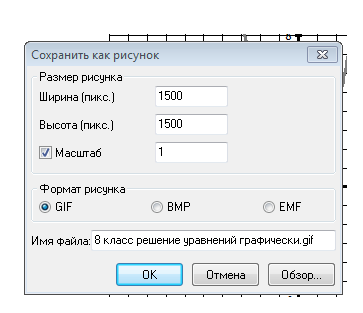 Сохранить как рисунок
Размер рисунка
Ширина (пикс.) 1500
Высота (пикс.) 1500
Масштаб 1
Формат рисунка
GIF BMP EMF
Имя файла: 8 класс решение уравнений графически.gif
OK Отмена Обзор...